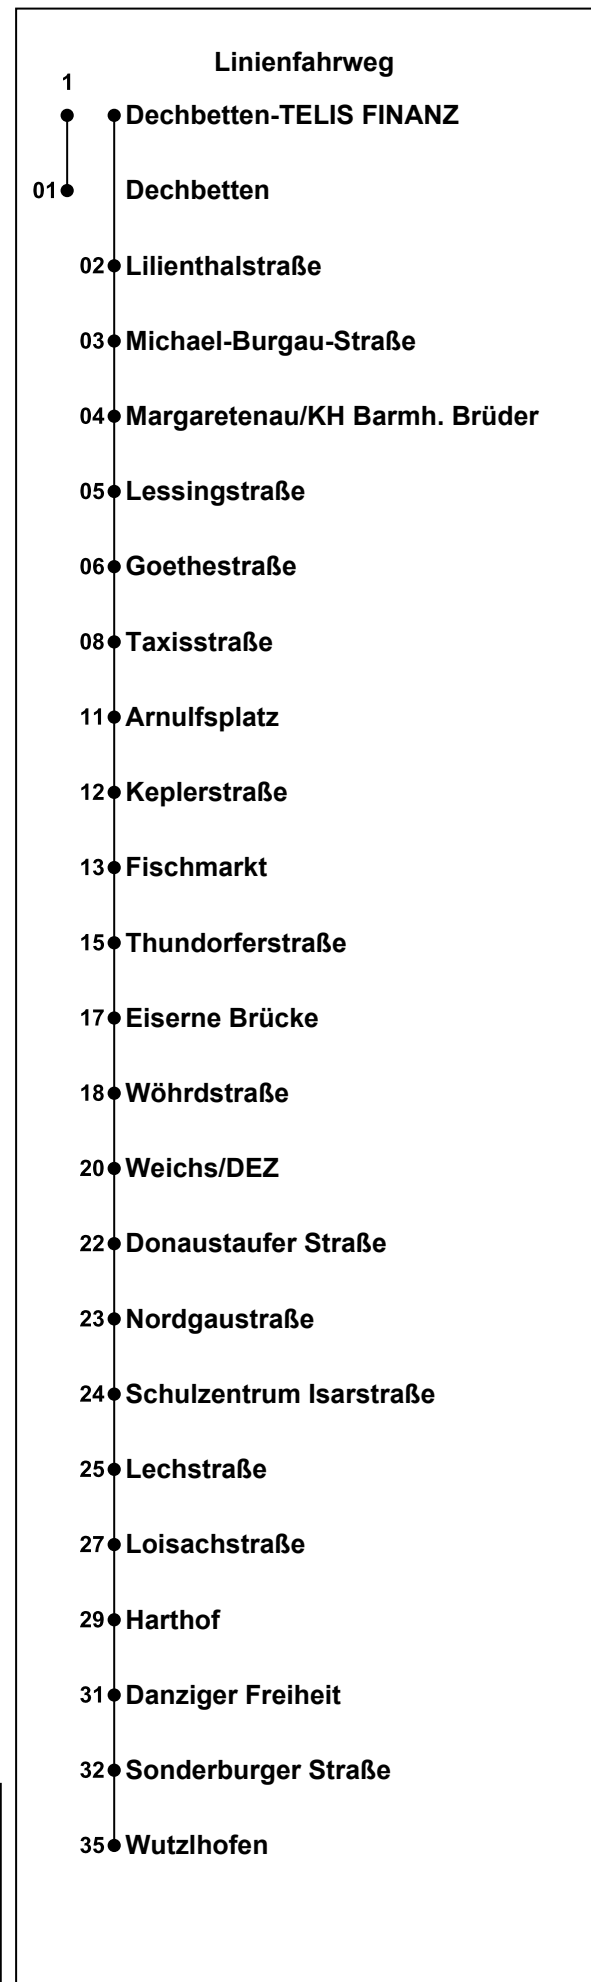 Linienfahrweg
1
Dechbetten-TELIS FINANZ
01 Dechbetten
02 Lilienthalstraße
03 Michael-Burgau-Straße
04 Margaretenau/KH Barmh. Brüder
05 Lessingstraße
06 Goethestraße
08 Taxisstraße
11 Arnulfsplatz
12 Keplerstraße
13 Fischmarkt
15 Thundorferstraße
17 Eiserne Brücke
18 Wöhrdstraße
20 Weichs/DEZ
22 Donaustaufer Straße
23 Nordgaustraße
24 Schulzentrum Isarstraße
25 Lechstraße
27 Loisachstraße
29 Harthof
31 Danziger Freiheit
32 Sonderburger Straße
35 Wutzlhofen